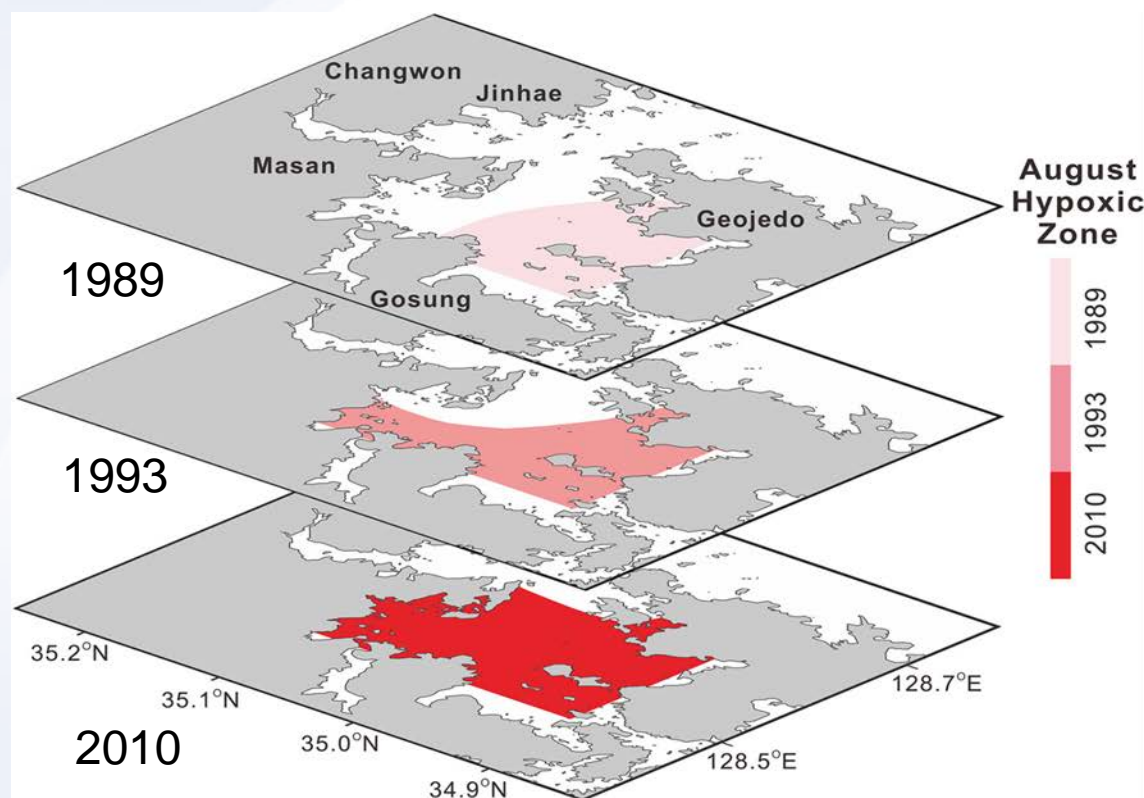 Changwon
Jinhae
Masan
Geojedo
Gosung
1989
1993
2010
35.2°N
35.1°N
35.0°N
34.9°N
128.5°E
128.7°E
August
Hypoxic
Zone
1989
1993
2010